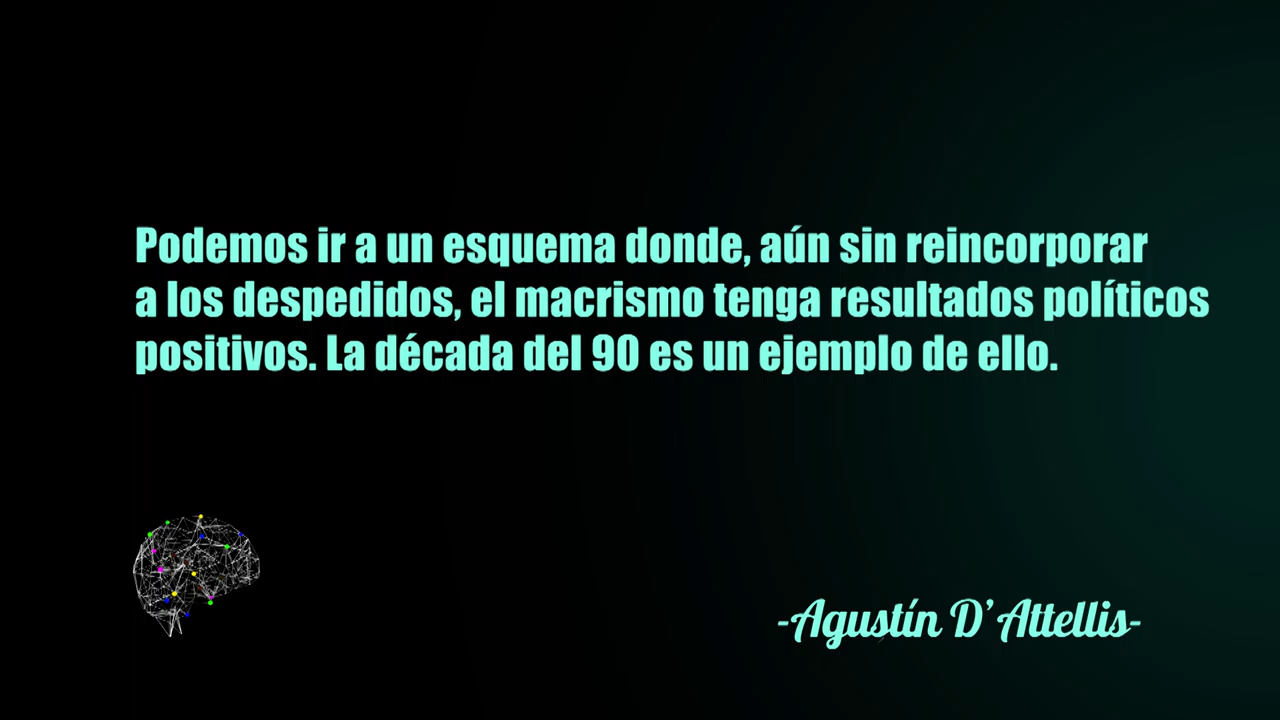 Podemos ir a un esquema donde, aún sin reincorporar
a los despedidos, el macrismo tenga resultados políticos
positivos. La década del 90 es un ejemplo de ello.
-Agustín D’Attellis-